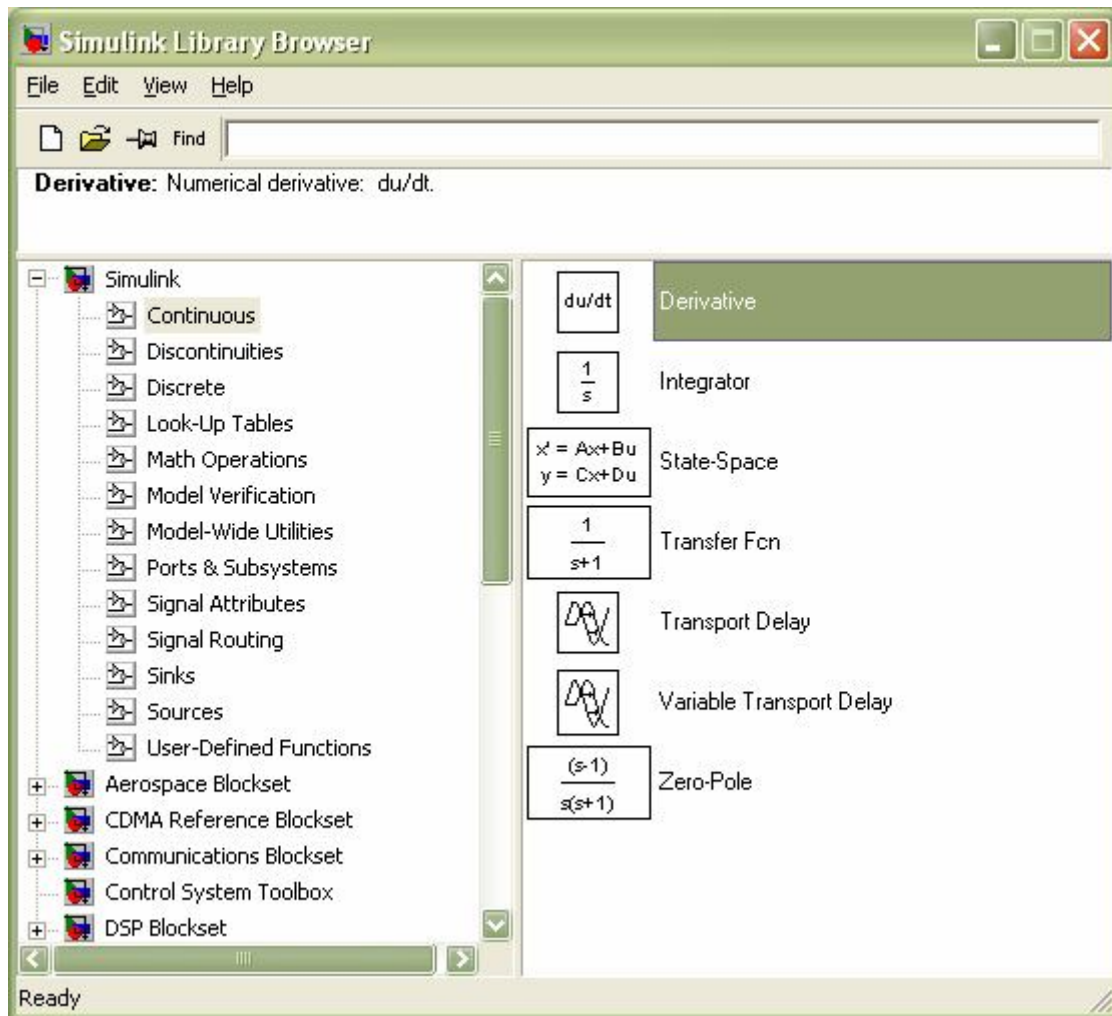 Simulink Library Browser
File Edit View Help
Find
Derivative: Numerical derivative: du/dt.
Simulink
Continuous
Discontinuities
Discrete
Look-Up Tables
Math Operations
Model Verification
Model-Wide Utilities
Ports & Subsystems
Signal Attributes
Signal Routing
Sinks
Sources
User-Defined Functions
Aerospace Blockset
CDMA Reference Blockset
Communications Blockset
Control System Toolbox
DSP Blockset
du/dt Derivative
1
s
Integrator
x' = Ax+Bu
y = Cx+Du
State-Space
1
s+1
Transfer Fcn
Transport Delay
Variable Transport Delay
(s-1)
s(s+1)
Zero-Pole
Ready